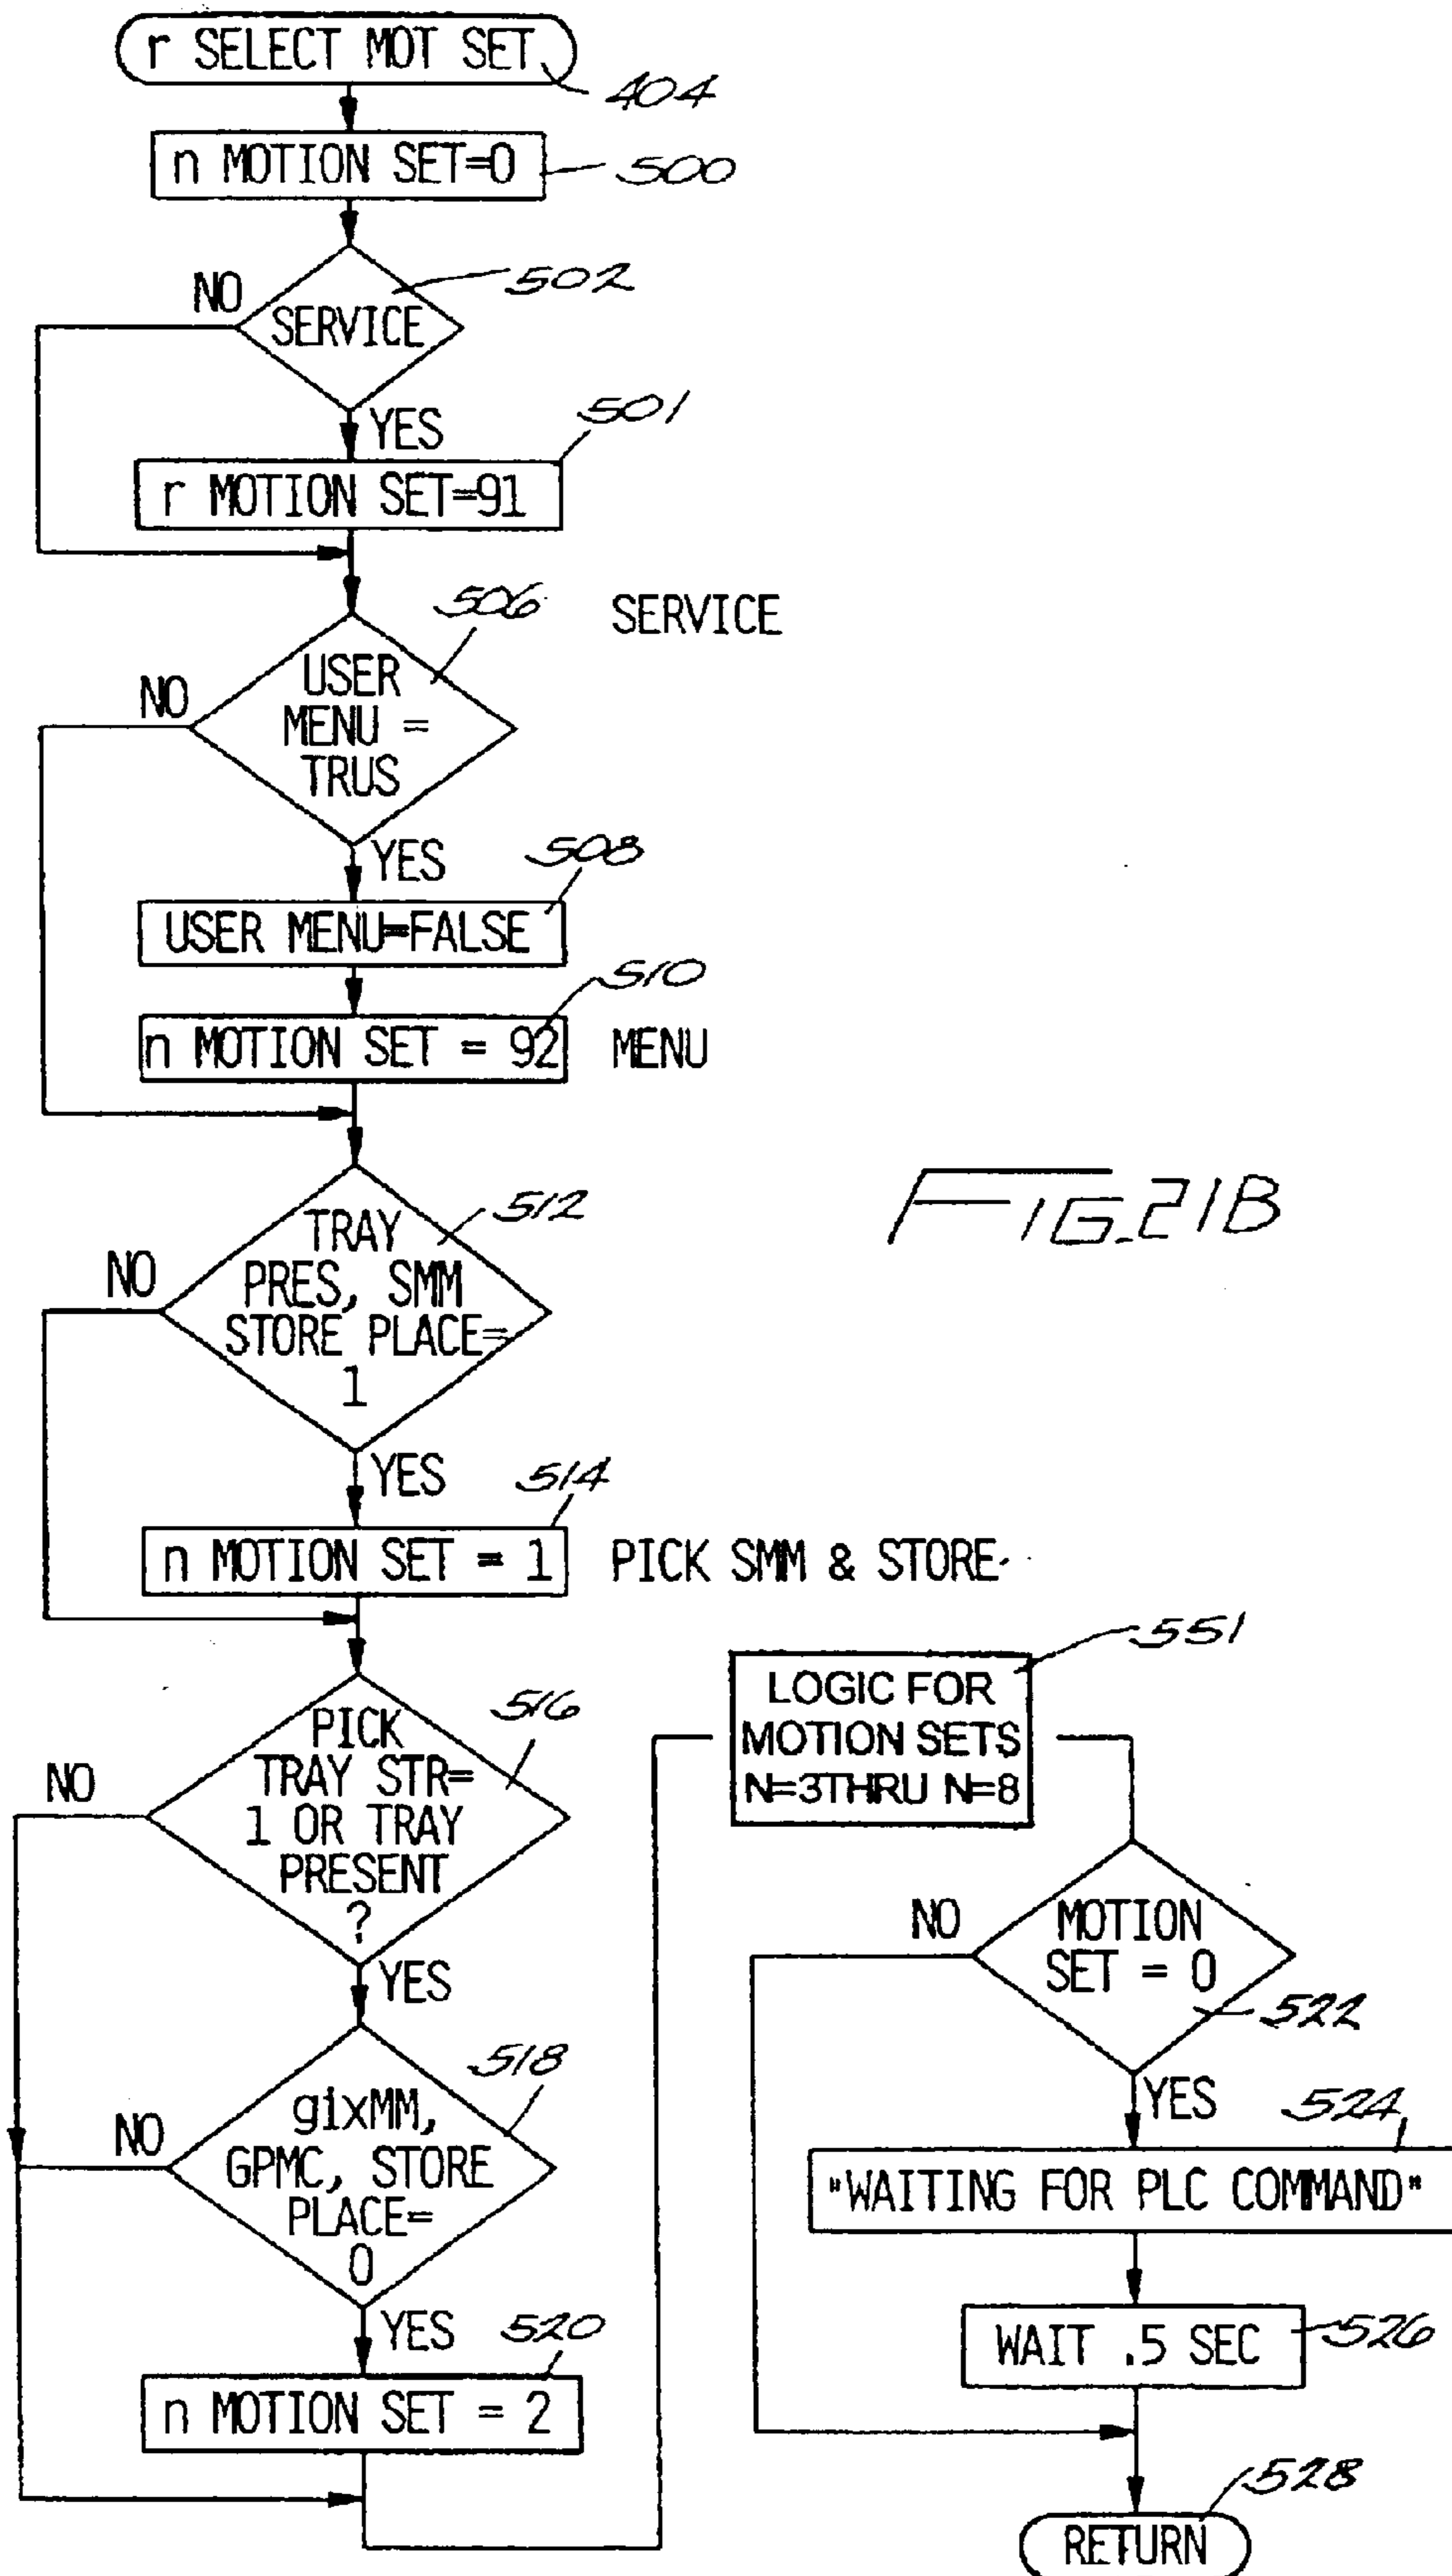 r SELECT MOT SET
404
n MOTION SET=0
500
NO
502
SERVICE
YES
501
r MOTION SET=91
506
SERVICE
NO
USER
MENU =
TRUS
YES
508
USER MENU=FALSE
510
n MOTION SET = 92
MENU
512
NO
TRAY
PRES, SMM
STORE PLACE=
1
YES
514
n MOTION SET = 1
PICK SMM & STORE
516
NO
PICK
TRAY STR=
1 OR TRAY
PRESENT
?
YES
518
NO
gixMM,
GPMC, STORE
PLACE=
0
YES
520
n MOTION SET = 2
551
LOGIC FOR
MOTION SETS
N=3THRU N=8
NO
MOTION
SET = 0
522
YES
524
"WAITING FOR PLC COMMAND"
WAIT .5 SEC
526
528
RETURN
FIG.21B